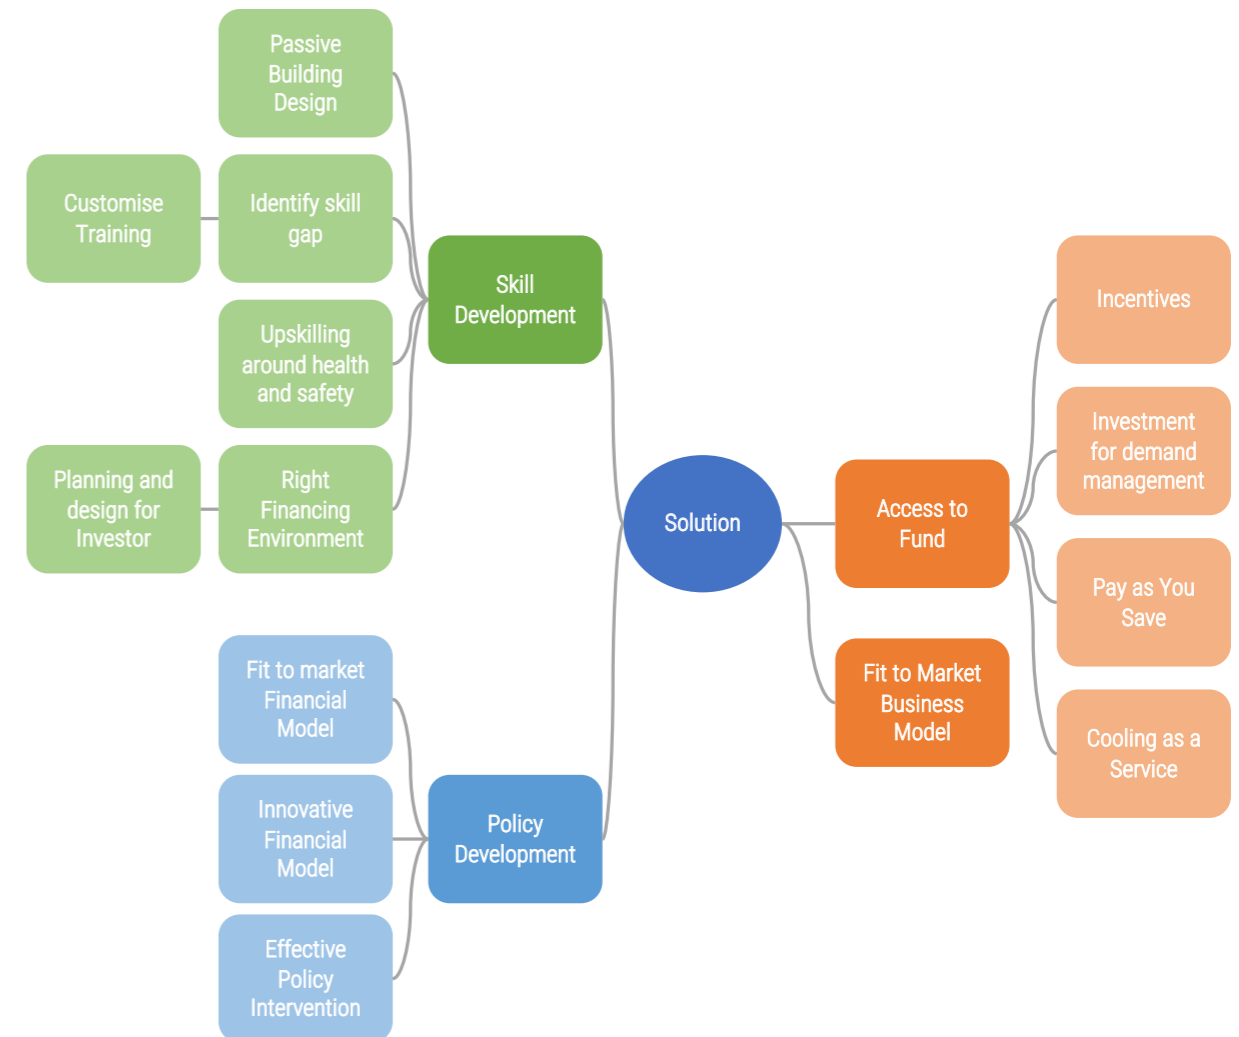 Passive
Building
Design
Customise
Training
Identify skill
gap
Upskilling
around health
and safety
Planning and
design for
Investor
Right
Financing
Environment
Skill
Development
Fit to market
Financial
Model
Innovative
Financial
Model
Effective
Policy
Intervention
Policy
Development
Solution
Access to
Fund
Fit to Market
Business
Model
Incentives
Investment
for demand
management
Pay as You
Save
Cooling as a
Service